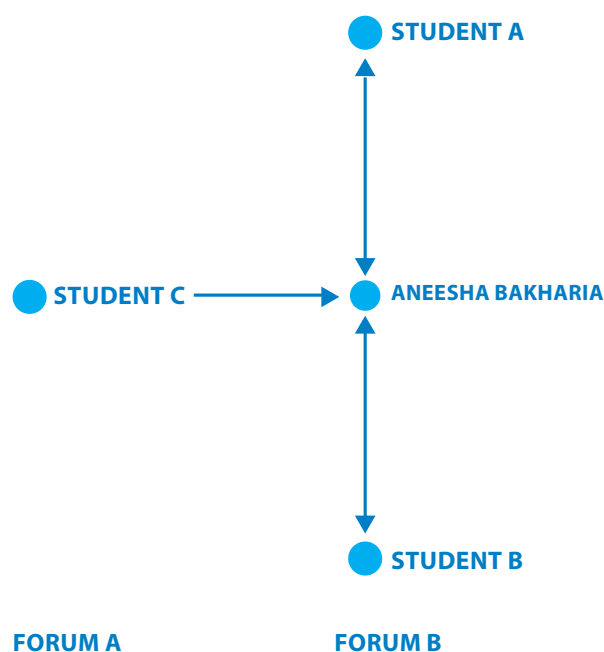 STUDENT A
STUDENT C
ANEESHA BAKHARIA
STUDENT B
FORUM A
FORUM B